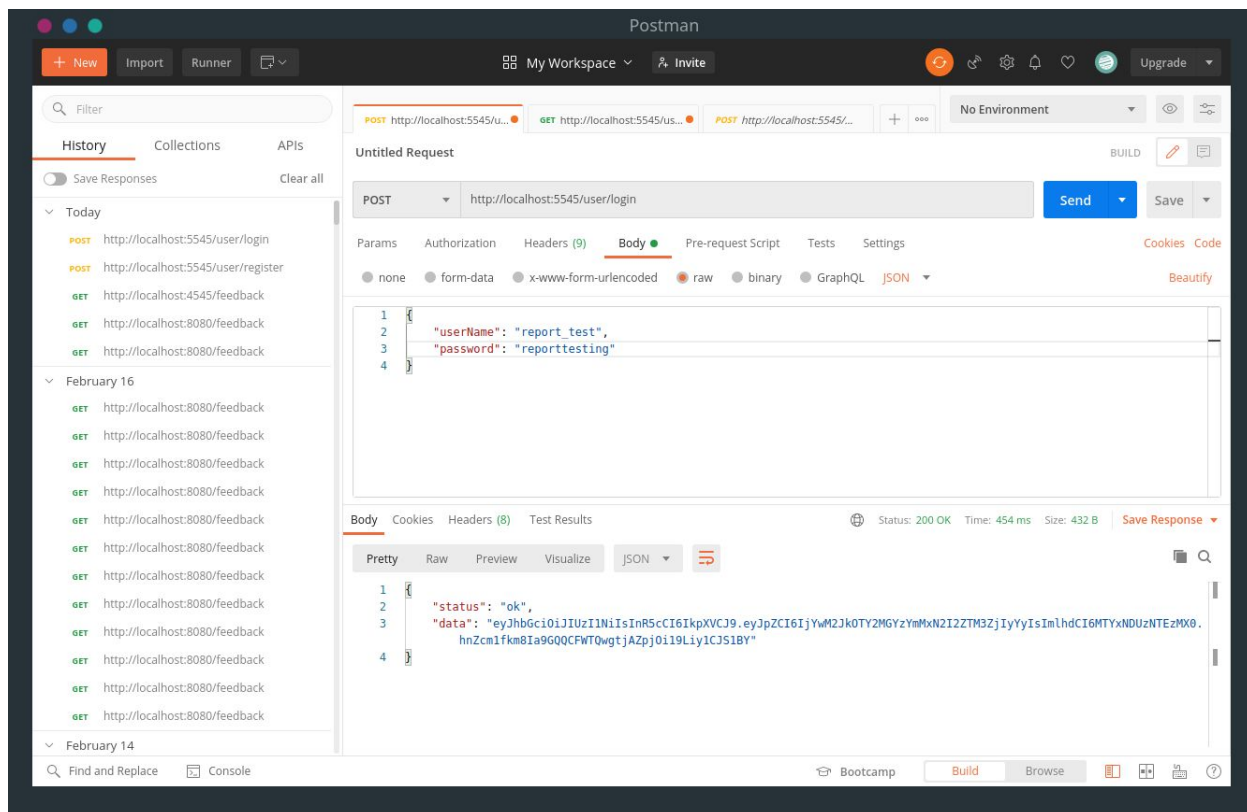 Postman
+ New Import Runner My Workspace Invite Upgrade
Filter
History Collections APIs
Save Responses Clear all
Today
POST http://localhost:5545/user/login
POST http://localhost:5545/user/register
GET http://localhost:4545/feedback
GET http://localhost:8080/feedback
GET http://localhost:8080/feedback
February 16
GET http://localhost:8080/feedback
GET http://localhost:8080/feedback
GET http://localhost:8080/feedback
GET http://localhost:8080/feedback
GET http://localhost:8080/feedback
GET http://localhost:8080/feedback
GET http://localhost:8080/feedback
GET http://localhost:8080/feedback
GET http://localhost:8080/feedback
GET http://localhost:8080/feedback
GET http://localhost:8080/feedback
GET http://localhost:8080/feedback
February 14
POST http://localhost:5545/u... GET http://localhost:5545/us... POST http://localhost:5545/... + ooo No Environment
Untitled Request BUILD
POST http://localhost:5545/user/login Send Save
Params Authorization Headers (9) Body Pre-request Script Tests Settings Cookies Code
none form-data x-www-form-urlencoded raw binary GraphQL JSON Beautify
1 {
2 "userName": "report_test",
3 "password": "reporttesting"
4 }
Body Cookies Headers (8) Test Results Status: 200 OK Time: 454 ms Size: 432 B Save Response
Pretty Raw Preview Visualize JSON
1 {
2 "status": "ok",
3 "data": "eyJhbGciOiJIUzI1NiIsInR5cCI6IkpXVCJ9.eyJpZCI6IjYwM2JkOTY2MGYzYmMxN2I2ZTM3ZjIyYyIsImlhdCI6MTYxNDUzNTEzMX0.
hnZcm1fkm8Ia9GQQCFWTQwgtjAZpjOi19Liy1CJS1BY"
4 }
Find and Replace Console Bootcamp Build Browse